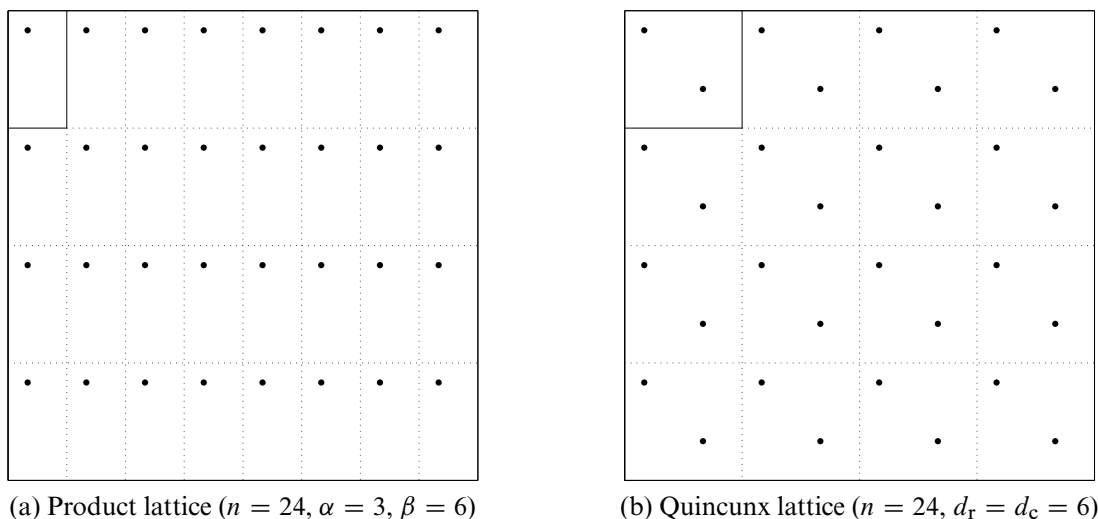 (a) Product lattice (n = 24, α = 3, β = 6)
(b) Quincunx lattice (n = 24, d_r = d_c = 6)